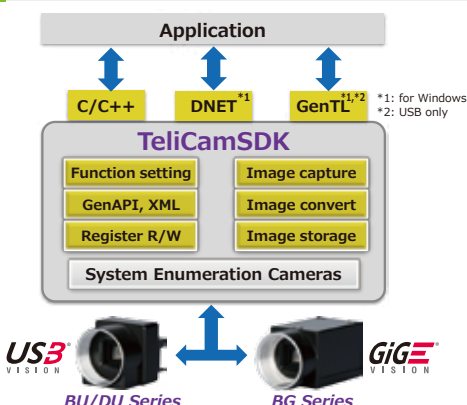 Application
C/C++
DNET*1
GenTL*1,*2
*1: for Windows
*2: USB only
TeliCamSDK
Function setting
Image capture
GenAPI, XML
Image convert
Register R/W
Image storage
System Enumeration Cameras
USB3
VISION
GiGE
VISION
BU/DU Series
BG Series